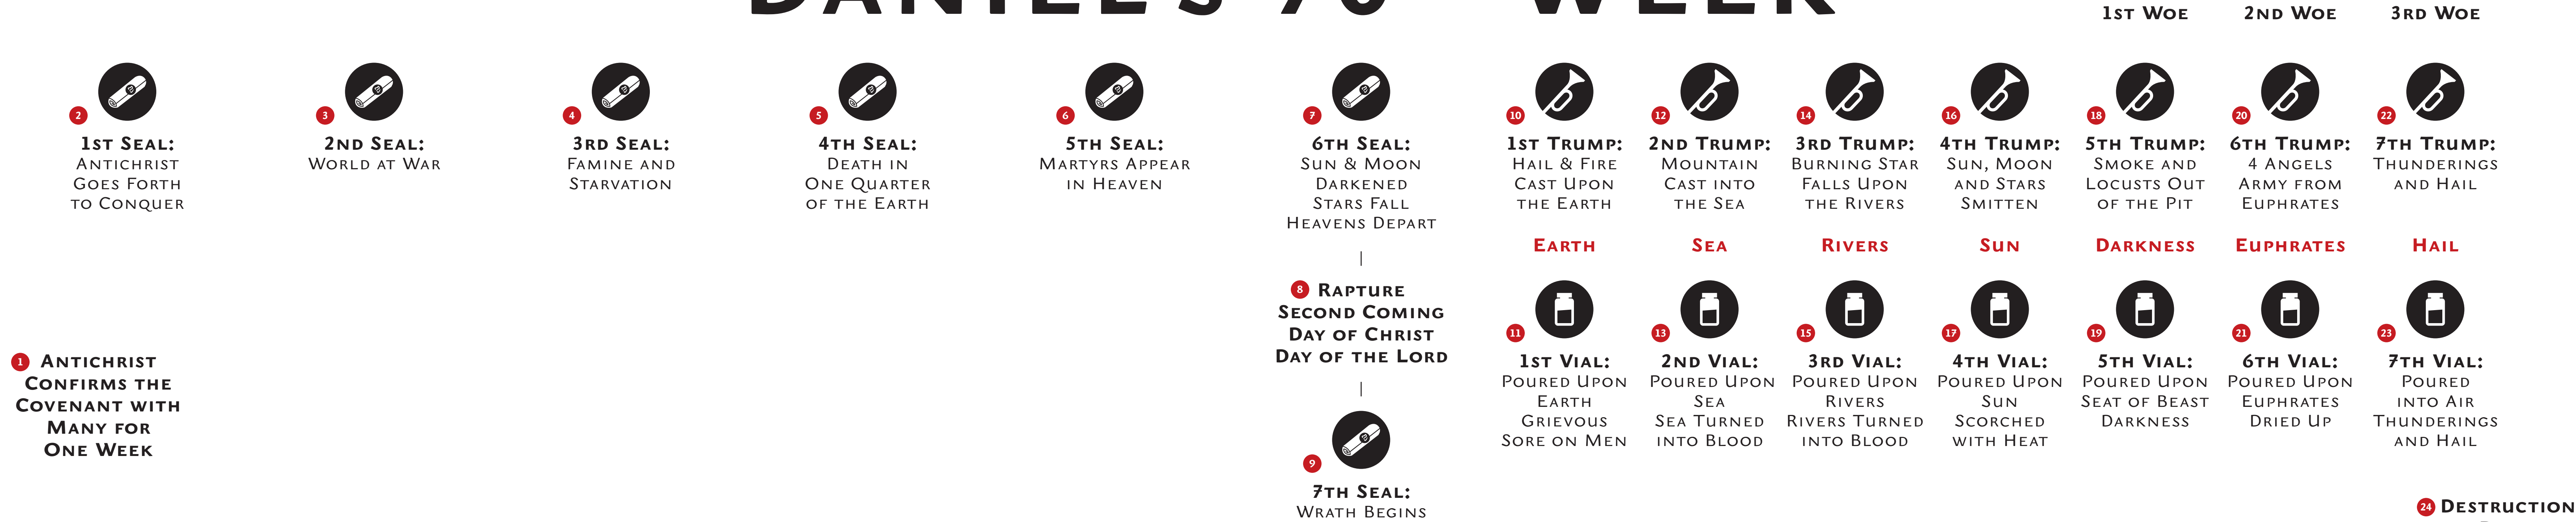 DANIEL'S 70 WEEK
1st Woe
2nd Woe
3rd Woe
2
1st Seal:
Antichrist
Goes Forth
to Conquer
3
2nd Seal:
World at War
4
3rd Seal:
Famine and
Starvation
5
4th Seal:
Death in
One Quarter
of the Earth
6
5th Seal:
Martyrs Appear
in Heaven
7
6th Seal:
Sun & Moon
Darkened
Stars Fall
Heavens Depart
8 Rapture
Second Coming
Day of Christ
Day of the Lord
9
7th Seal:
Wrath Begins
10
1st Trump:
Hail & Fire
Cast Upon
the Earth
12
2nd Trump:
Mountain
Cast into
the Sea
14
3rd Trump:
Burning Star
Falls Upon
the Rivers
16
4th Trump:
Sun, Moon
and Stars
Smitten
18
5th Trump:
Smoke and
Locusts Out
of the Pit
20
6th Trump:
4 Angels
Army from
Euphrates
22
7th Trump:
Thunderings
and Hail
Earth
Sea
Rivers
Sun
Darkness
Euphrates
Hail
11
1st Vial:
Poured Upon
Earth
Grievous
Sore on Men
13
2nd Vial:
Poured Upon
Sea
Sea Turned
into Blood
15
3rd Vial:
Poured Upon
Rivers
Rivers Turned
into Blood
17
4th Vial:
Poured Upon
Sun
Scorched
with Heat
19
5th Vial:
Poured Upon
Seat of Beast
Darkness
21
6th Vial:
Poured Upon
Euphrates
Dried Up
23
7th Vial:
Poured
into Air
Thunderings
and Hail
1 Antichrist
Confirms the
Covenant with
Many for
One Week
24 Destruction